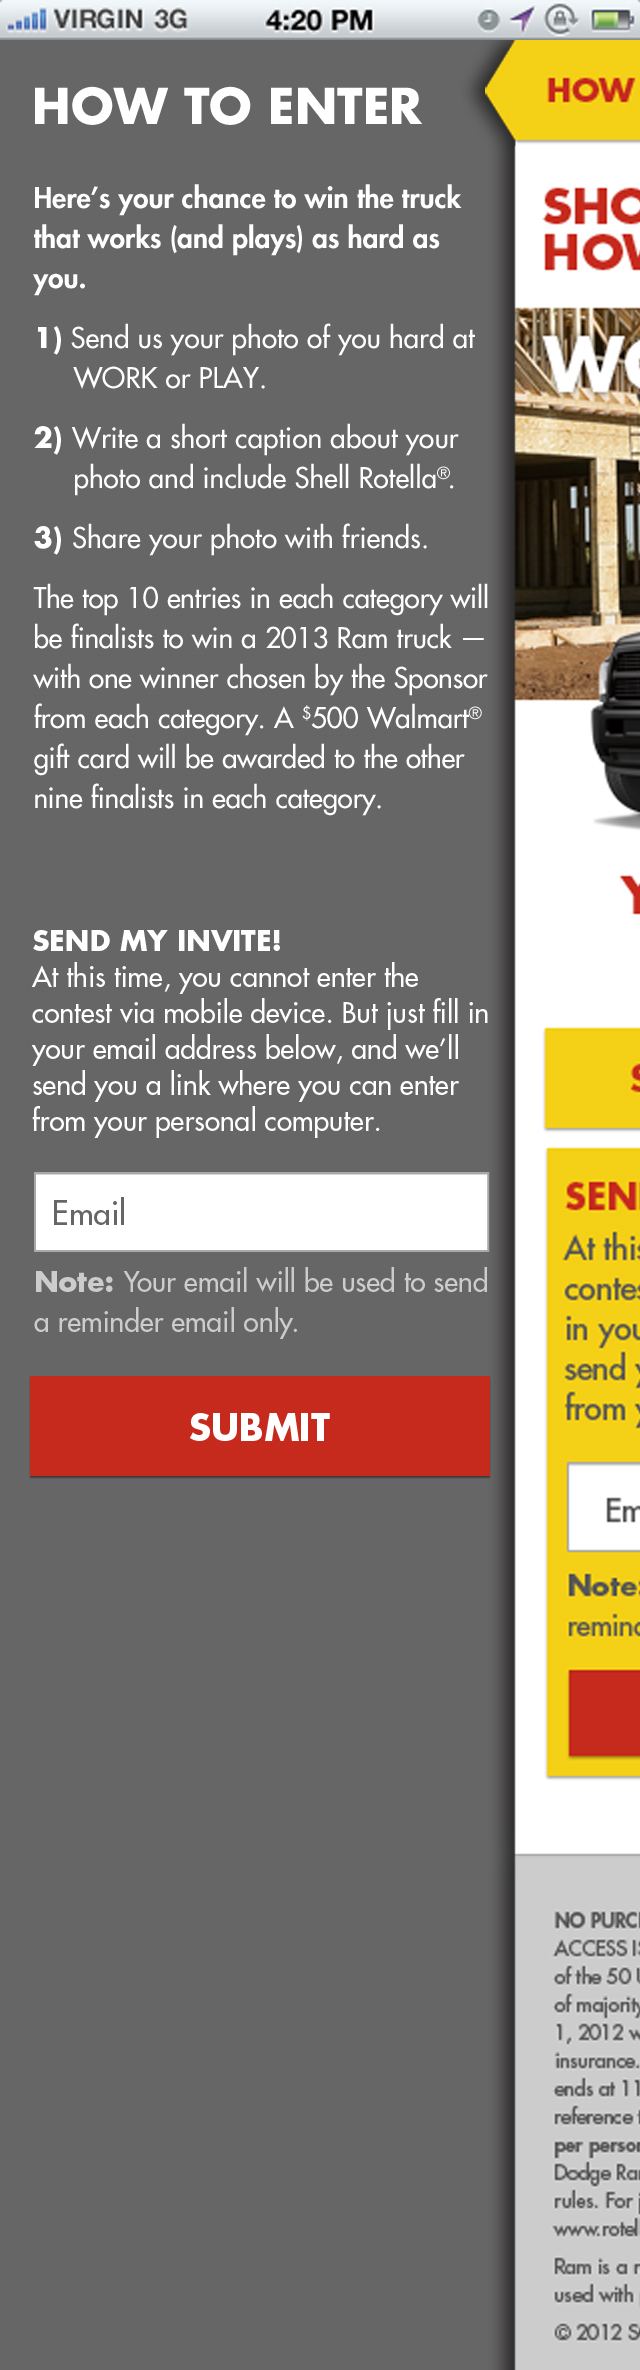 VIRGIN 3G 4:20 PM
HOW TO ENTER
Here's your chance to win the truck
that works (and plays) as hard as
you.
1) Send us your photo of you hard at
WORK or PLAY.
2) Write a short caption about your
photo and include Shell Rotella®.
3) Share your photo with friends.
The top 10 entries in each category will
be finalists to win a 2013 Ram truck —
with one winner chosen by the Sponsor
from each category. A $500 Walmart®
gift card will be awarded to the other
nine finalists in each category.
SEND MY INVITE!
At this time, you cannot enter the
contest via mobile device. But just fill in
your email address below, and we'll
send you a link where you can enter
from your personal computer.
Email
Note: Your email will be used to send
a reminder email only.
SUBMIT
HOW
SHO
HOW
WO
Y
S
SEN
At this
contes
in you
send y
from y
Em
Note:
remind
NO PURC
ACCESS IS
of the 50 U
of majority
1, 2012 w
insurance.
ends at 11
reference t
per person
Dodge Ra
rules. For j
www.rotel
Ram is a r
used with p
© 2012 S